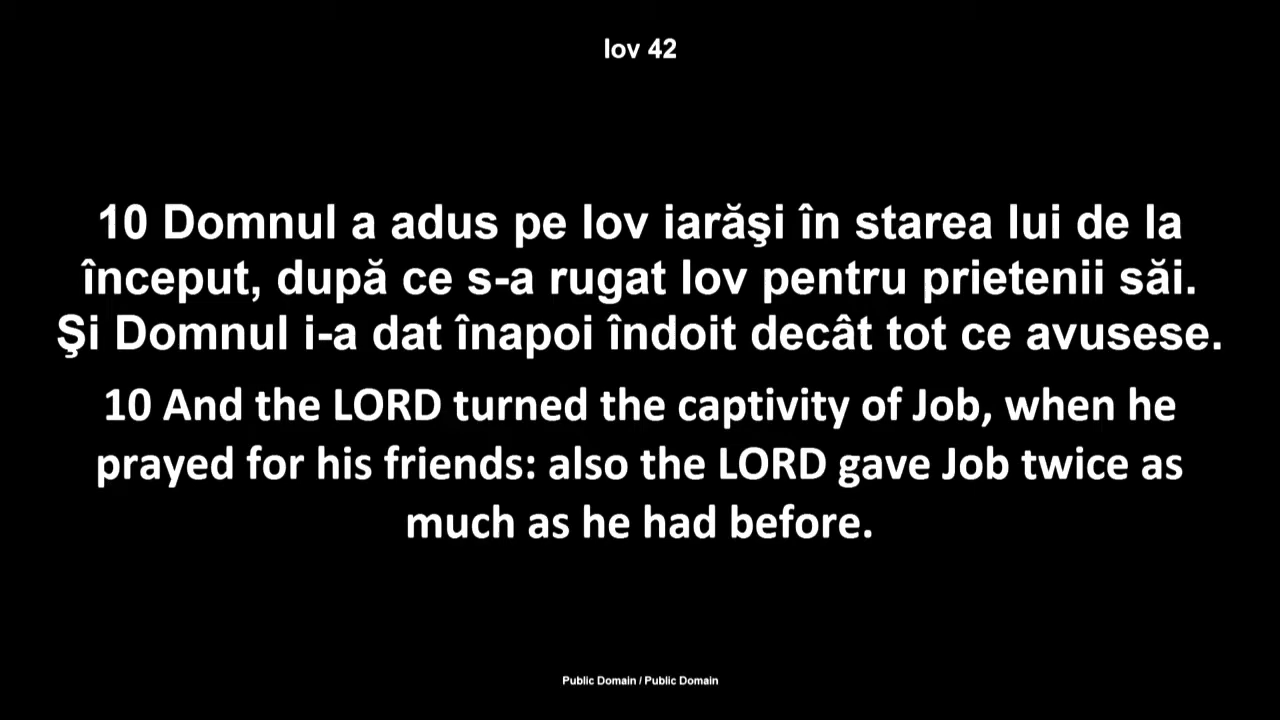 Iov 42
10 Domnul a adus pe Iov iarăşi în starea lui de la
început, după ce s-a rugat Iov pentru prietenii săi.
Şi Domnul i-a dat înapoi îndoit decât tot ce avusese.
10 And the LORD turned the captivity of Job, when he
prayed for his friends: also the LORD gave Job twice as
much as he had before.
Public Domain / Public Domain